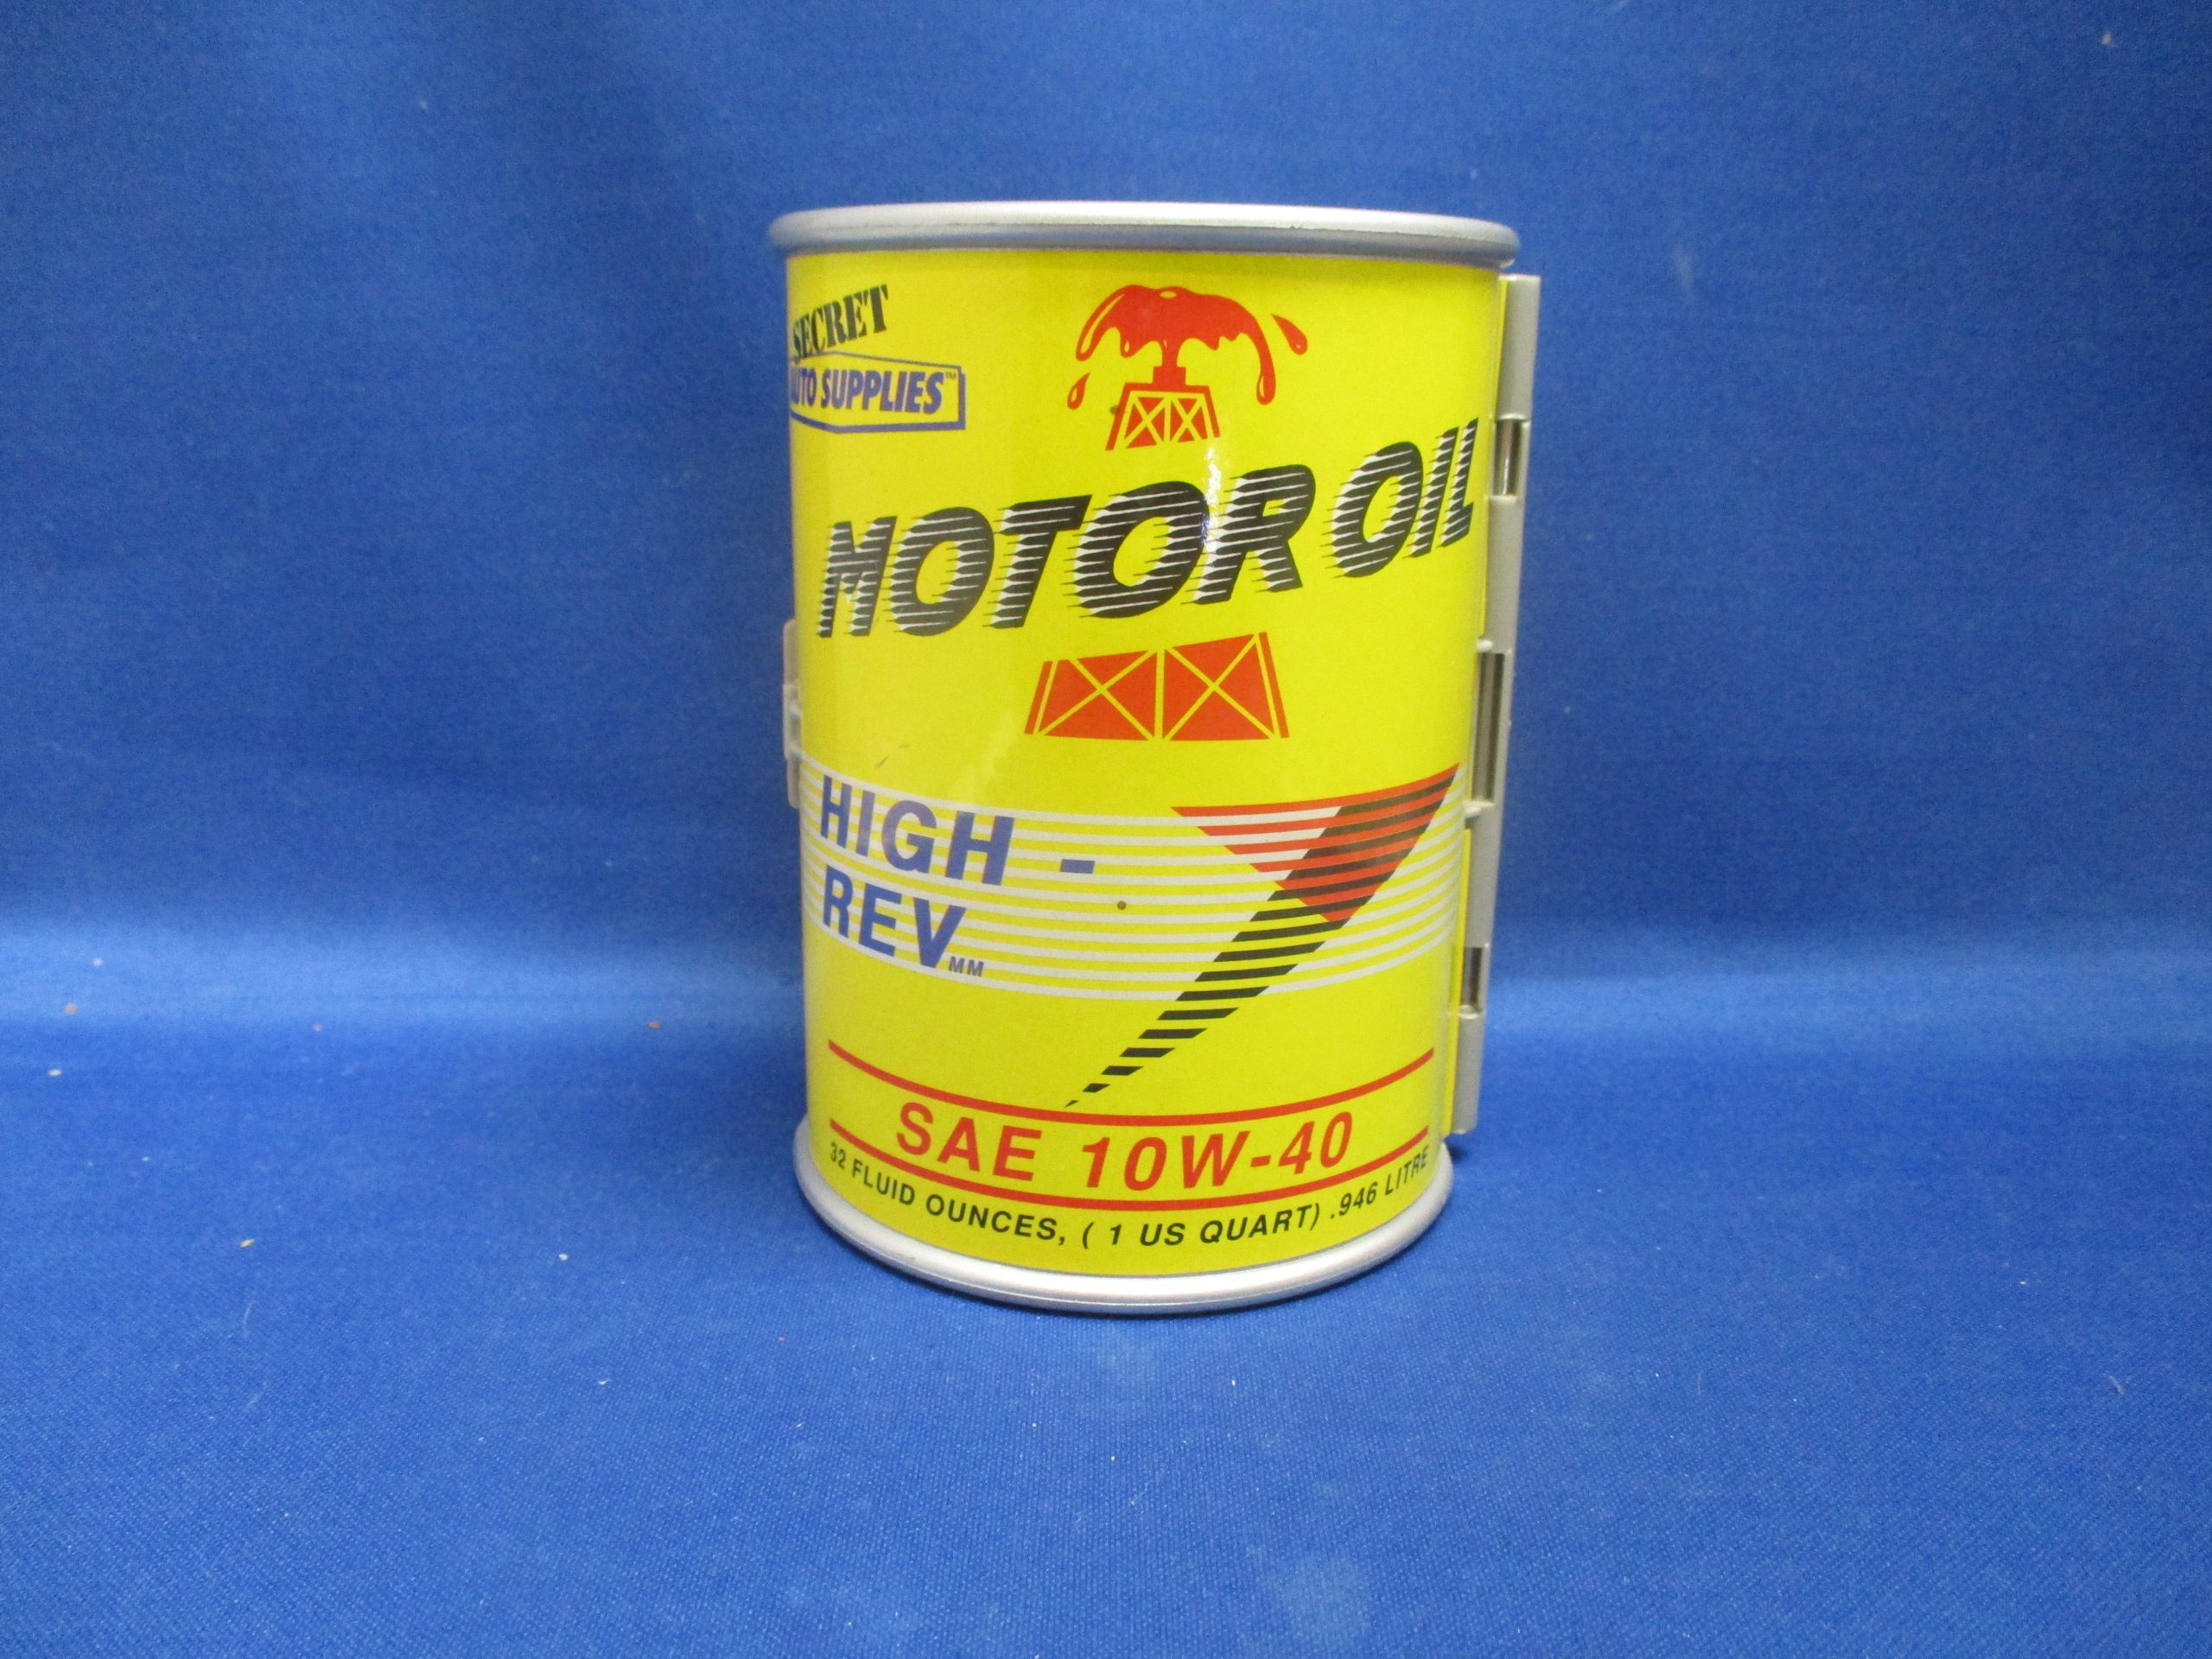 SECRET
AUTO SUPPLIES™
MOTOR OIL
HIGH -
REV MM
SAE 10W-40
32 FLUID OUNCES, ( 1 US QUART) .946 LITRE